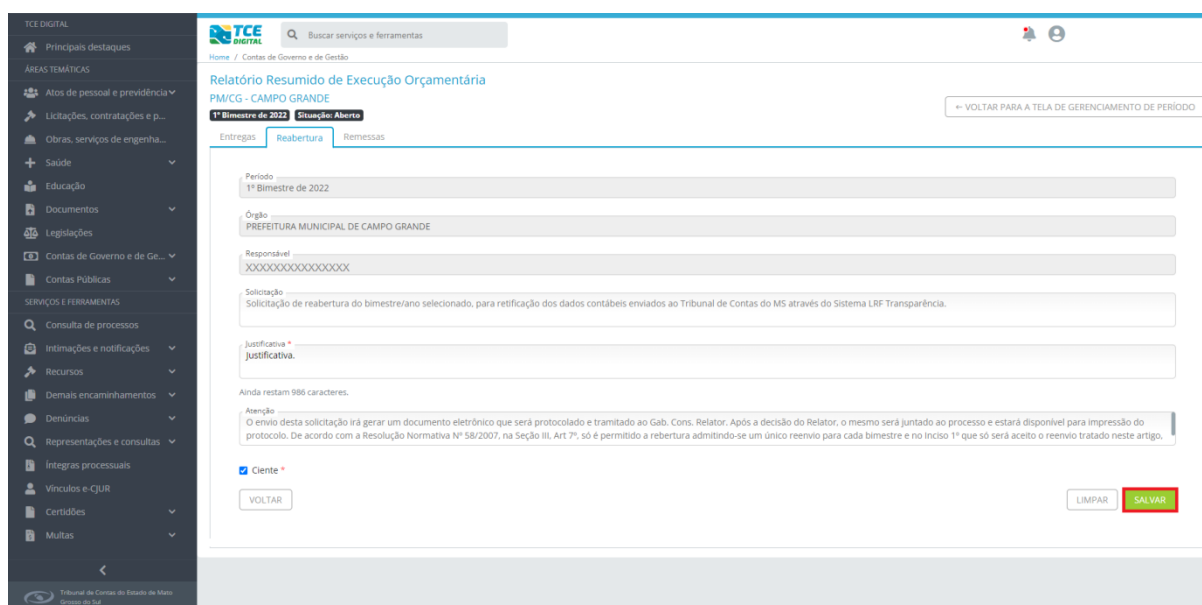 TCE DIGITAL
Principais destaques
ÁREAS TEMÁTICAS
Atos de pessoal e previdência
Licitações, contratações e p...
Obras, serviços de engenha...
Saúde
Educação
Documentos
Legislações
Contas de Governo e de Ge...
Contas Públicas
SERVIÇOS E FERRAMENTAS
Consulta de processos
Intimações e notificações
Recursos
Demais encaminhamentos
Denúncias
Representações e consultas
Íntegras processuais
Vínculos e-CJUR
Certidões
Multas
Tribunal de Contas do Estado de Mato
Grosso do Sul
TCE
DIGITAL
Buscar serviços e ferramentas
Home / Contas de Governo e de Gestão
Relatório Resumido de Execução Orçamentária
PM/CG - CAMPO GRANDE
1º Bimestre de 2022 Situação: Aberto
← VOLTAR PARA A TELA DE GERENCIAMENTO DE PERÍODO
Entregas Reabertura Remessas
Período
1º Bimestre de 2022
Órgão
PREFEITURA MUNICIPAL DE CAMPO GRANDE
Responsável
XXXXXXXXXXXXXXX
Solicitação
Solicitação de reabertura do bimestre/ano selecionado, para retificação dos dados contábeis enviados ao Tribunal de Contas do MS através do Sistema LRF Transparência.
Justificativa *
Justificativa.
Ainda restam 986 caracteres.
Atenção
O envio desta solicitação irá gerar um documento eletrônico que será protocolado e tramitado ao Gab. Cons. Relator. Após a decisão do Relator, o mesmo será juntado ao processo e estará disponível para impressão do
protocolo. De acordo com a Resolução Normativa Nº 58/2007, na Seção III, Art 7º, só é permitido a rebertura admitindo-se um único reenvio para cada bimestre e no Inciso 1º que só será aceito o reenvio tratado neste artigo,
Ciente *
VOLTAR
LIMPAR
SALVAR